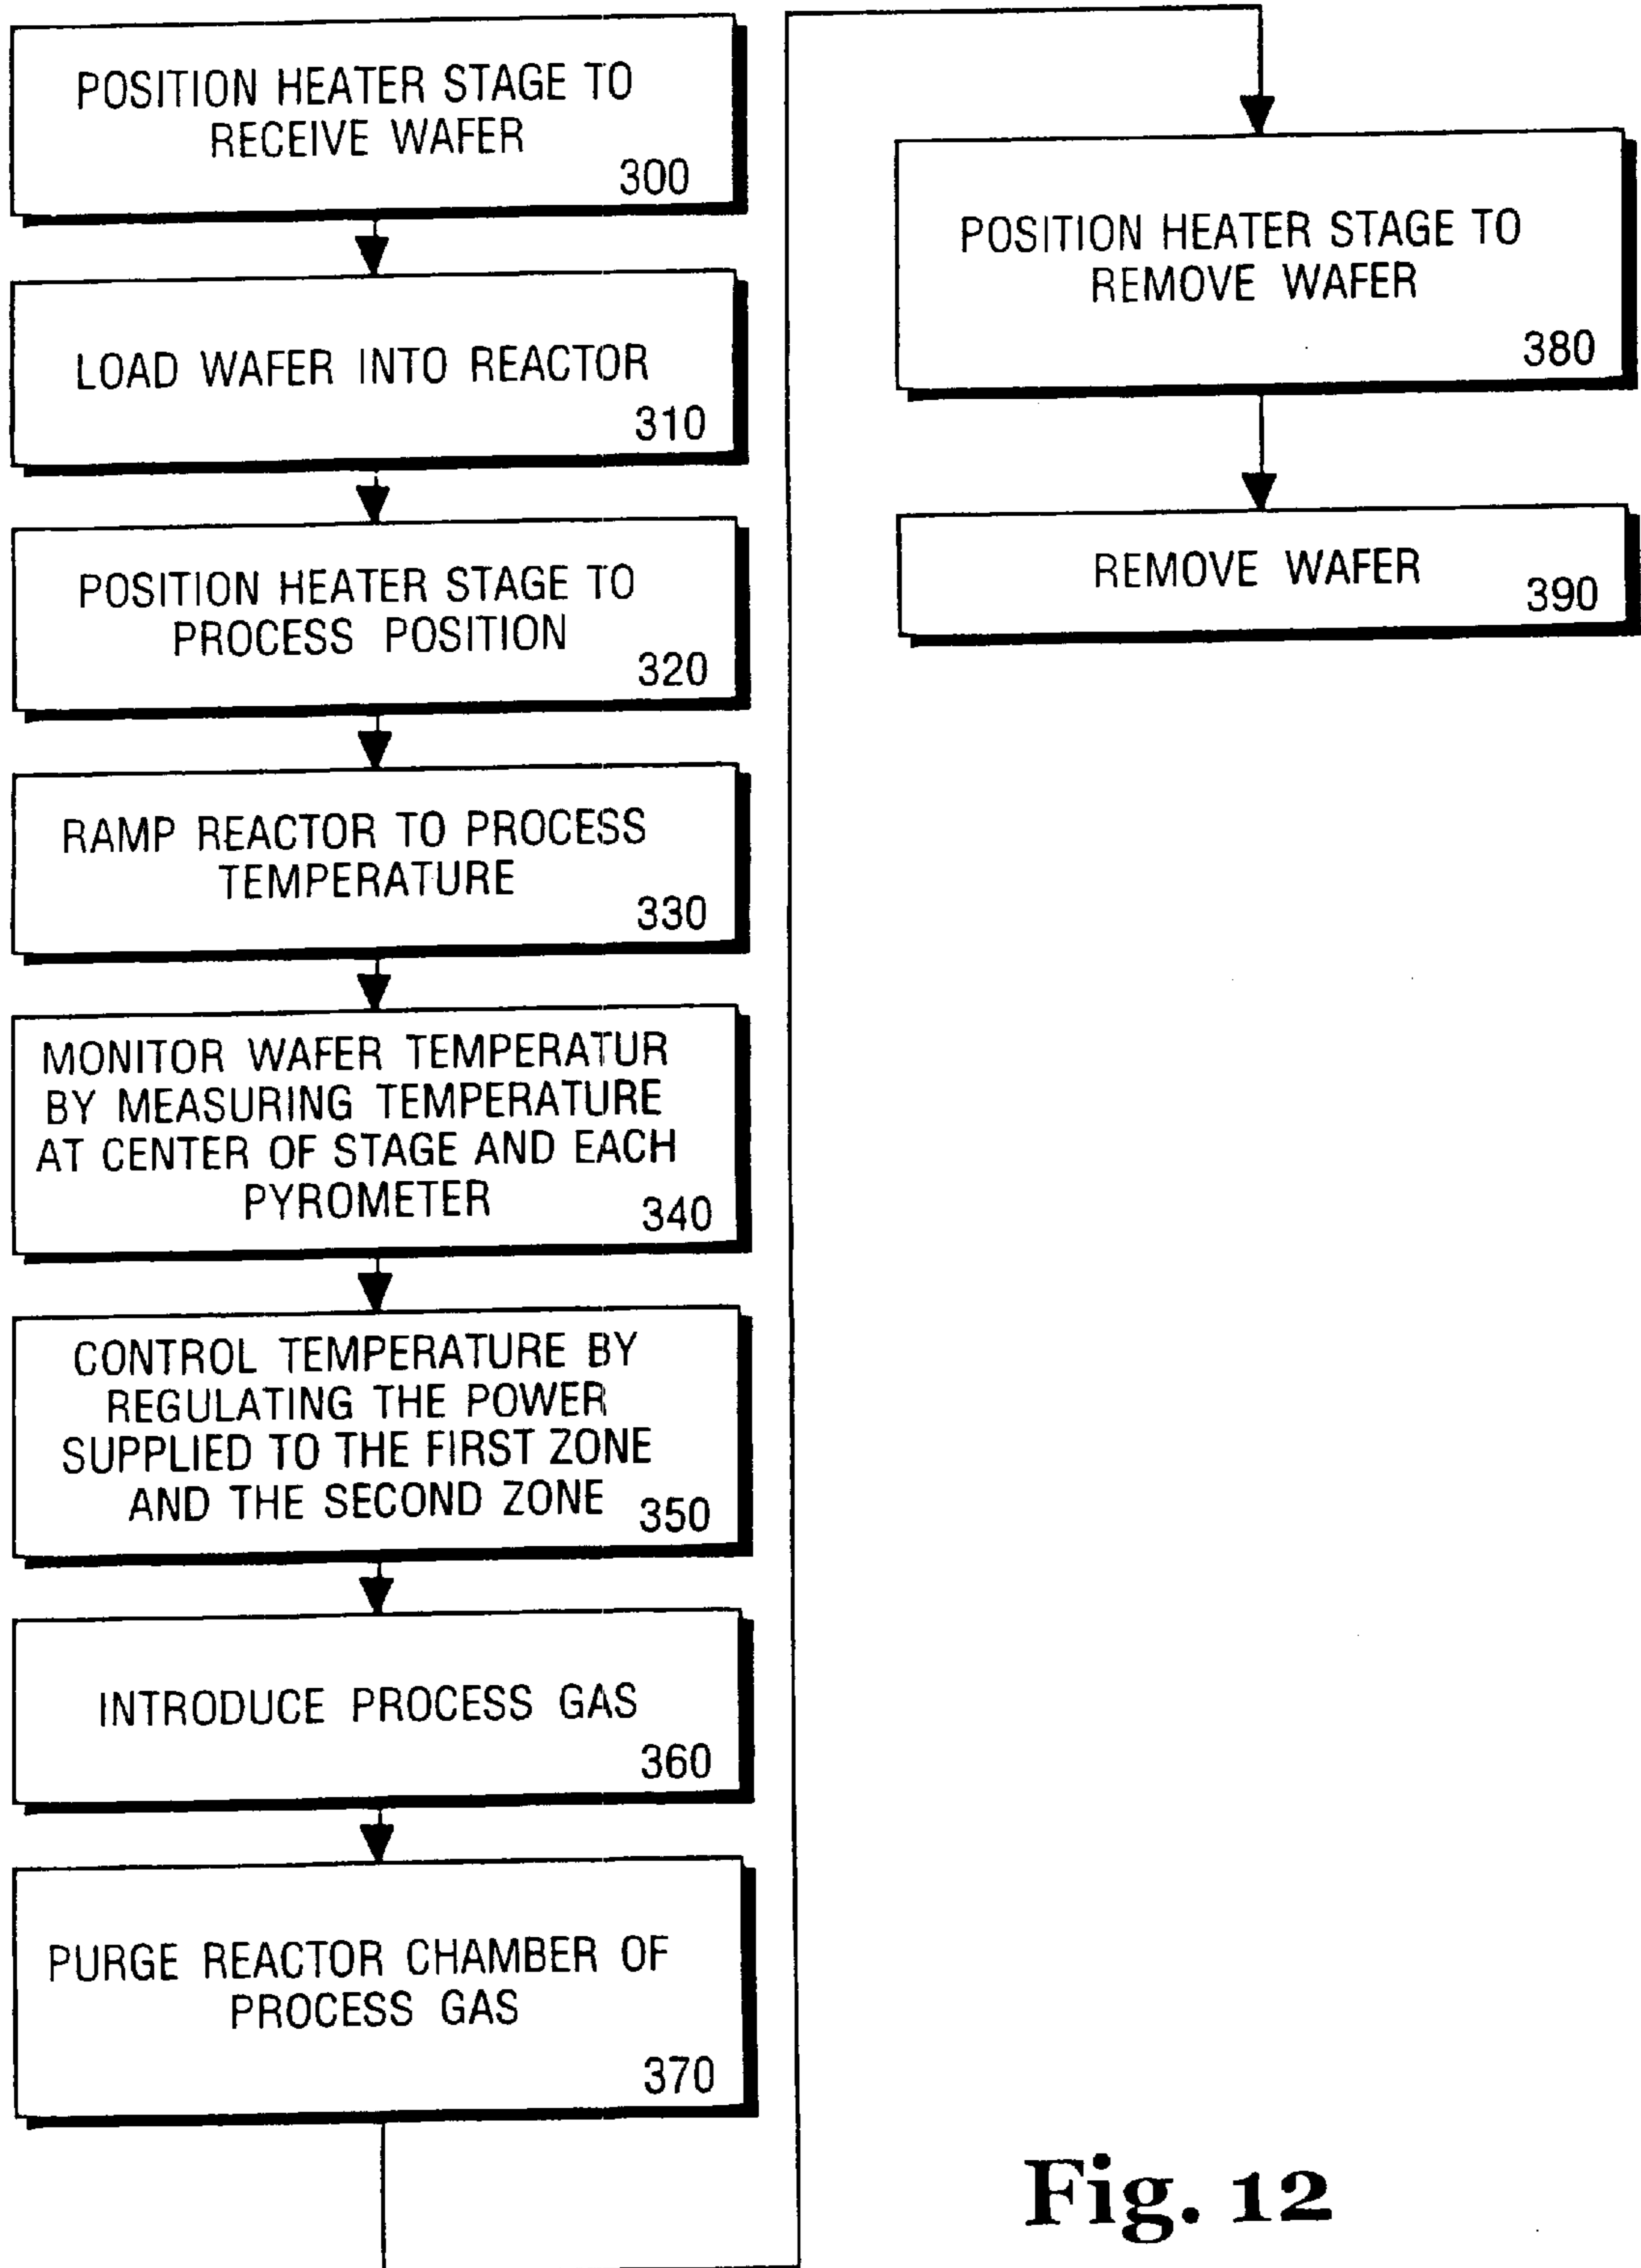 POSITION HEATER STAGE TO
RECEIVE WAFER
300
LOAD WAFER INTO REACTOR
310
POSITION HEATER STAGE TO
PROCESS POSITION
320
RAMP REACTOR TO PROCESS
TEMPERATURE
330
MONITOR WAFER TEMPERATUR
BY MEASURING TEMPERATURE
AT CENTER OF STAGE AND EACH
PYROMETER
340
CONTROL TEMPERATURE BY
REGULATING THE POWER
SUPPLIED TO THE FIRST ZONE
AND THE SECOND ZONE
350
INTRODUCE PROCESS GAS
360
PURGE REACTOR CHAMBER OF
PROCESS GAS
370
POSITION HEATER STAGE TO
REMOVE WAFER
380
REMOVE WAFER
390
Fig. 12